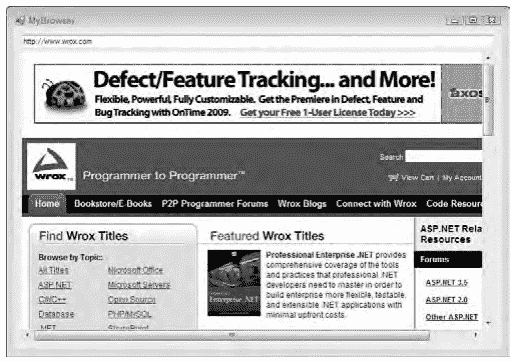 MyBrowser
http://www.wrox.com
Defect/Feature Tracking... and More!
Flexible, Powerful, Fully Customizable. Get the Premiere in Defect, Feature and
Bug Tracking with OnTime 2009. Get your Free 1-User License Today >>>
axos
wrox
Programmer to Programmer™
Search
View Cart | My Account
Home Bookstore/E-Books P2P Programmer Forums Wrox Blogs Connect with Wrox Code Resour
Find Wrox Titles
Browse by Topic:
All Titles Microsoft Office
ASP.NET Microsoft Servers
C#/C++ Open Source
Database PHP/MySQL
.NET SharePoint
Featured Wrox Titles
Enterprise .NET
Professional Enterprise .NET provides
comprehensive coverage of the tools
and practices that professional .NET
developers need to master in order to
build enterprise more flexible, testable,
and extensible .NET applications with
minimal upfront costs.
ASP.NET Rela
Resources
Forums
ASP.NET 3.5
ASP.NET 2.0
Other ASP.NET